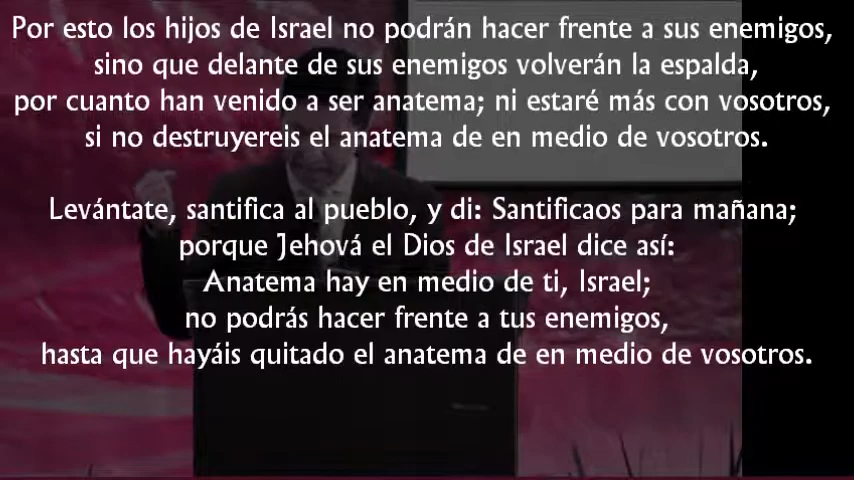 Por esto los hijos de Israel no podrán hacer frente a sus enemigos,
sino que delante de sus enemigos volverán la espalda,
por cuanto han venido a ser anatema; ni estaré más con vosotros,
si no destruyereis el anatema de en medio de vosotros.
Levántate, santifica al pueblo, y di: Santificaos para mañana;
porque Jehová el Dios de Israel dice así:
Anatema hay en medio de ti, Israel;
no podrás hacer frente a tus enemigos,
hasta que hayáis quitado el anatema de en medio de vosotros.